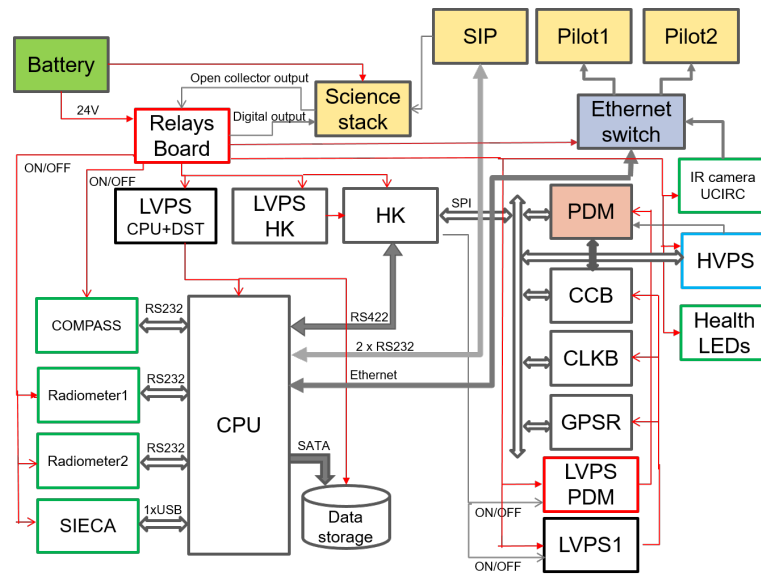 SIP
Pilot1
Pilot2
Battery
Open collector output
Science
stack
Ethernet
switch
24V
Relays
Board
Digital output
ON/OFF
ON/OFF
IR camera
UCIRC
LVPS
CPU+DST
LVPS
HK
HK
SPI
PDM
HVPS
CCB
COMPASS
RS232
RS422
2 x RS232
Health
LEDs
CLKB
Ethernet
Radiometer1
RS232
CPU
GPSR
Radiometer2
RS232
SATA
LVPS
PDM
SIECA
1xUSB
Data
storage
ON/OFF
LVPS1
ON/OFF